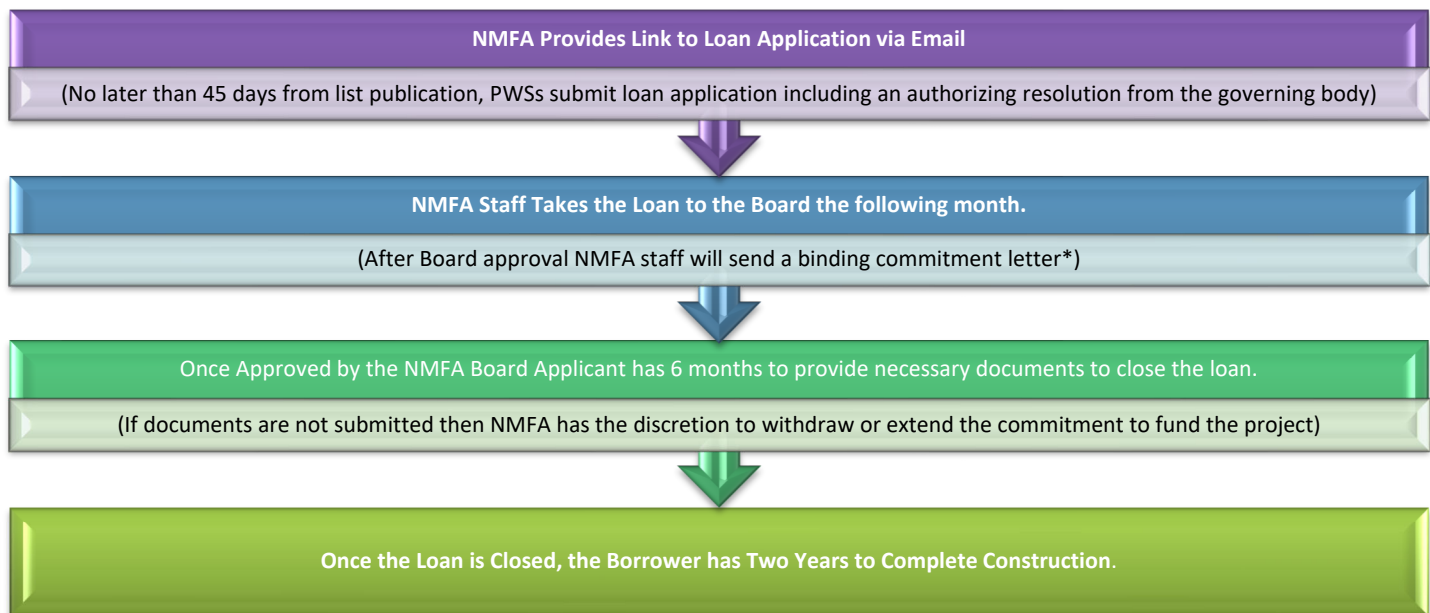 NMFA Provides Link to Loan Application via Email
(No later than 45 days from list publication, PWSs submit loan application including an authorizing resolution from the governing body)
NMFA Staff Takes the Loan to the Board the following month.
(After Board approval NMFA staff will send a binding commitment letter*)
Once Approved by the NMFA Board Applicant has 6 months to provide necessary documents to close the loan.
(If documents are not submitted then NMFA has the discretion to withdraw or extend the commitment to fund the project)
Once the Loan is Closed, the Borrower has Two Years to Complete Construction.